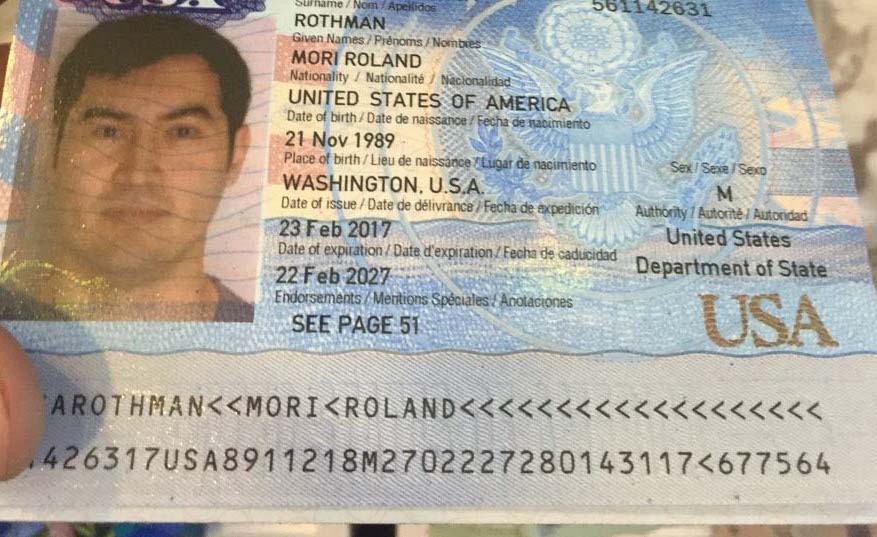 USA
Surname / Nom / Apellidos
561142631
ROTHMAN
Given Names / Prénoms / Nombres
MORI ROLAND
Nationality / Nationalité / Nacionalidad
UNITED STATES OF AMERICA
Date of birth / Date de naissance / Fecha de nacimiento
21 Nov 1989
Place of birth / Lieu de naissance / Lugar de nacimiento
Sex / Sexe / Sexo
WASHINGTON, U.S.A.
M
Date of issue / Date de délivrance / Fecha de expedición
Authority / Autorité / Autoridad
23 Feb 2017
United States
Date of expiration / Date d'expiration / Fecha de caducidad
Department of State
22 Feb 2027
Endorsements / Mentions Spéciales / Anotaciones
SEE PAGE 51
USA
AROTHMAN<<MORI<ROLAND<<<<<<<<<<<<<<<<<<<
426317USA8911218M2702227280143117<677564